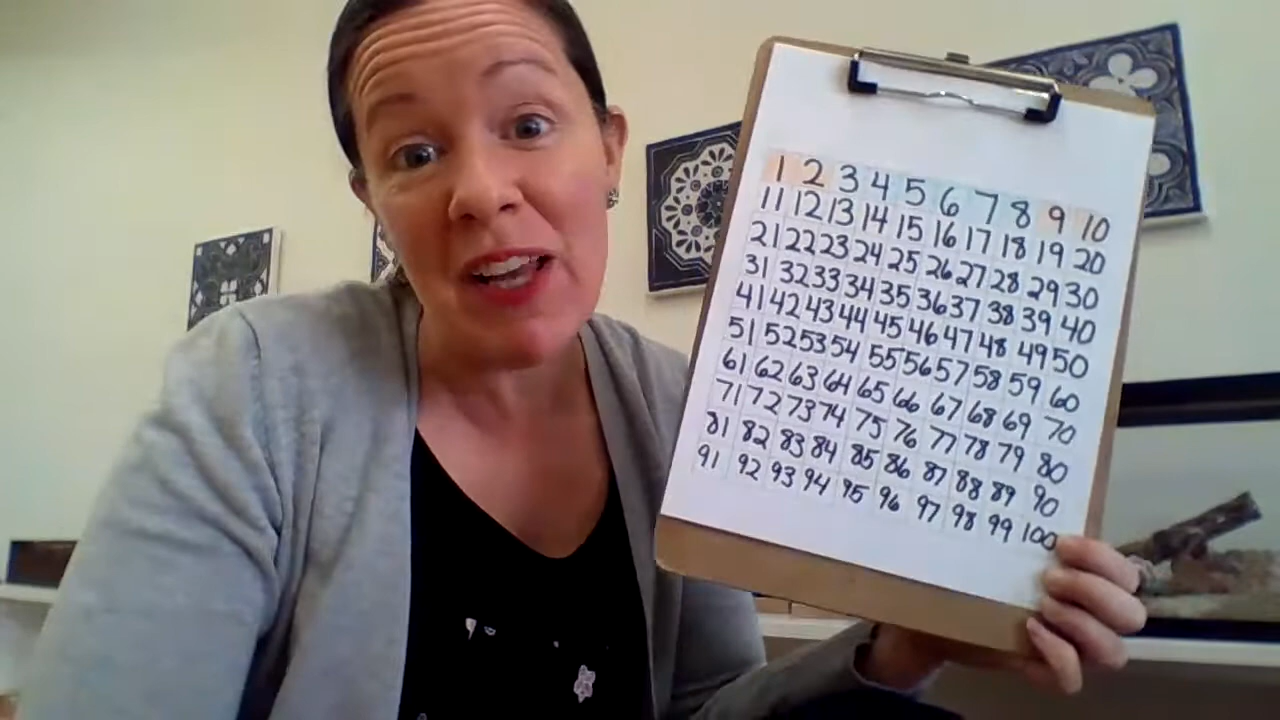 1 2 3 4 5 6 7 8 9 10
11 12 13 14 15 16 17 18 19 20
21 22 23 24 25 26 27 28 29 30
31 32 33 34 35 36 37 38 39 40
41 42 43 44 45 46 47 48 49 50
51 52 53 54 55 56 57 58 59 60
61 62 63 64 65 66 67 68 69 70
71 72 73 74 75 76 77 78 79 80
81 82 83 84 85 86 87 88 89 90
91 92 93 94 95 96 97 98 99 100